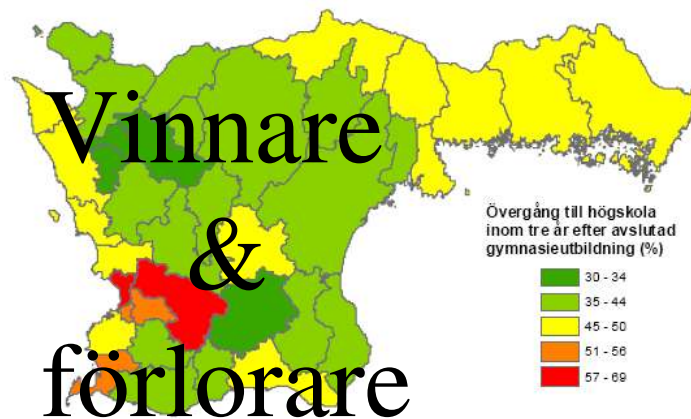 Vinnare
&
förlorare
Övergång till högskola
inom tre år efter avslutad
gymnasieutbildning (%)
30 - 34
35 - 44
45 - 50
51 - 56
57 - 69